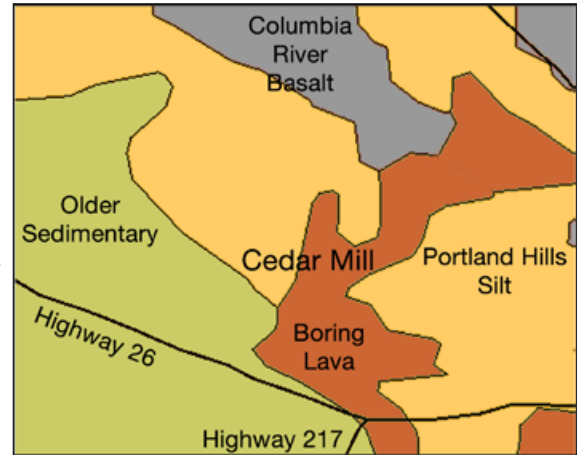 Columbia
River
Basalt
Older
Sedimentary
Cedar Mill
Portland Hills
Silt
Highway 26
Boring
Lava
Highway 217